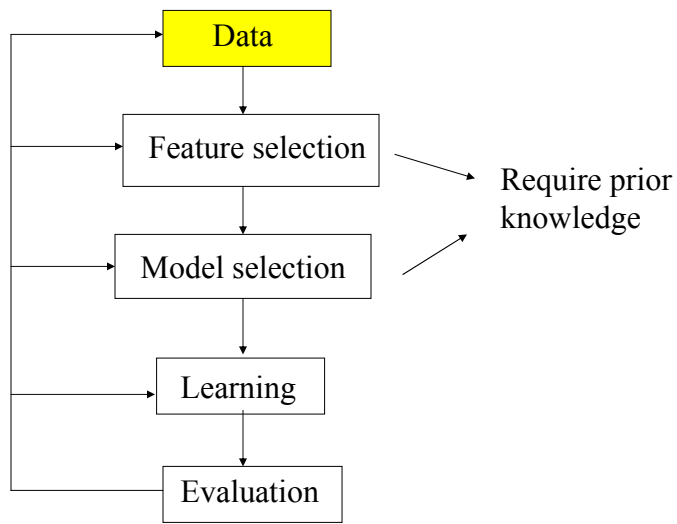 Data
Feature selection
Require prior
knowledge
Model selection
Learning
Evaluation